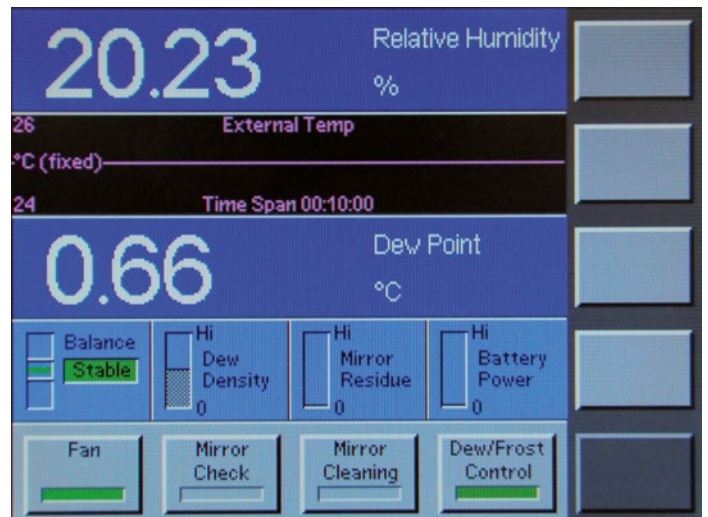 20.23
Relative Humidity
%
26
External Temp
°C (fixed)
24
Time Span 00:10:00
0.66
Dew Point
°C
Balance
Stable
Hi
Dew
Density
0
Hi
Mirror
Residue
0
Hi
Battery
Power
0
Fan
Mirror
Check
Mirror
Cleaning
Dew/Frost
Control